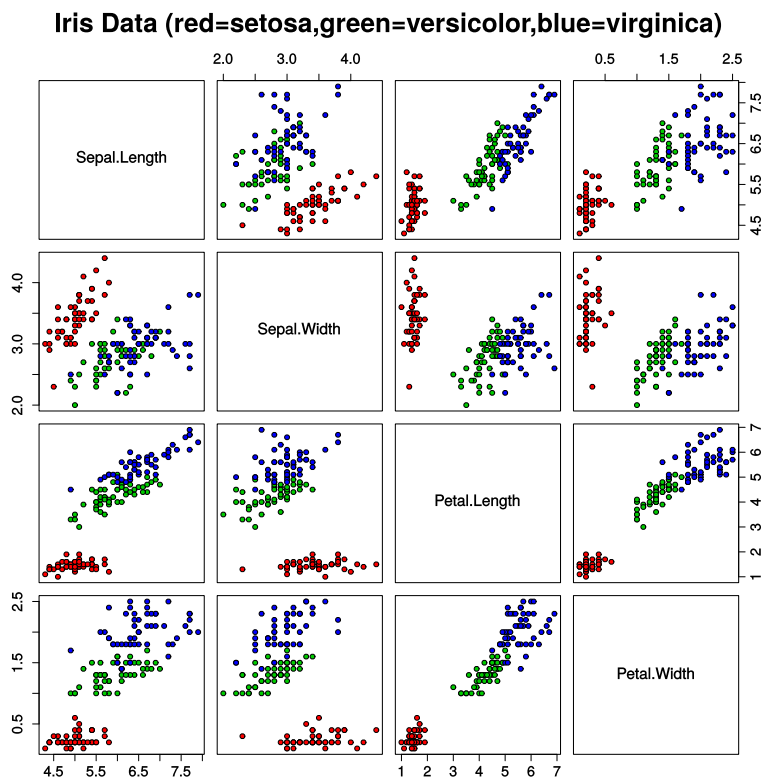 Iris Data (red=setosa,green=versicolor,blue=virginica)
2.0 3.0 4.0
0.5 1.5 2.5
Sepal.Length
4.5 5.5 6.5 7.5
2.0 3.0 4.0
Sepal.Width
Petal.Length
1 2 3 4 5 6 7
0.5 1.5 2.5
Petal.Width
4.5 5.5 6.5 7.5
1 2 3 4 5 6 7